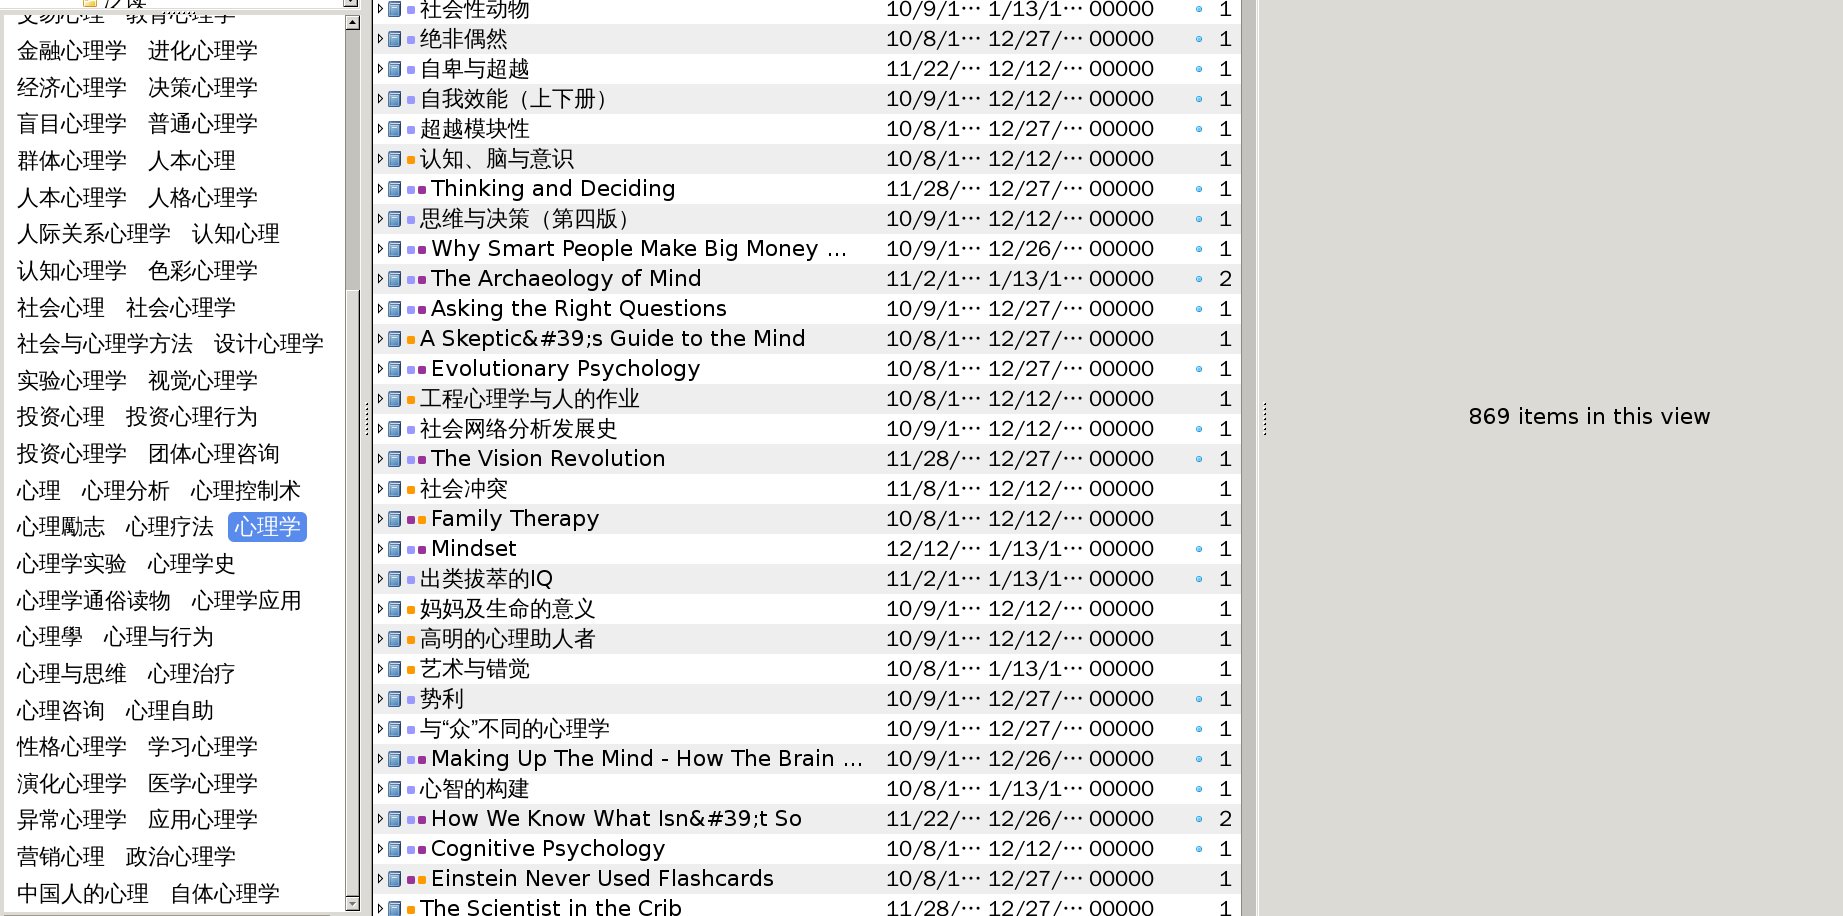 泛读
交易心理 教育心理学
金融心理学 进化心理学
经济心理学 决策心理学
盲目心理学 普通心理学
群体心理学 人本心理
人本心理学 人格心理学
人际关系心理学 认知心理
认知心理学 色彩心理学
社会心理 社会心理学
社会与心理学方法 设计心理学
实验心理学 视觉心理学
投资心理 投资心理行为
投资心理学 团体心理咨询
心理 心理分析 心理控制术
心理勵志 心理疗法 心理学
心理学实验 心理学史
心理学通俗读物 心理学应用
心理學 心理与行为
心理与思维 心理治疗
心理咨询 心理自助
性格心理学 学习心理学
演化心理学 医学心理学
异常心理学 应用心理学
营销心理 政治心理学
中国人的心理 自体心理学
社会性动物 10/9/1··· 1/13/1··· 00000 1
绝非偶然 10/8/1··· 12/27/··· 00000 1
自卑与超越 11/22/··· 12/12/··· 00000 1
自我效能（上下册） 10/9/1··· 12/12/··· 00000 1
超越模块性 10/8/1··· 12/27/··· 00000 1
认知、脑与意识 10/8/1··· 12/12/··· 00000 1
Thinking and Deciding 11/28/··· 12/27/··· 00000 1
思维与决策（第四版） 10/9/1··· 12/12/··· 00000 1
Why Smart People Make Big Money ... 10/9/1··· 12/26/··· 00000 1
The Archaeology of Mind 11/2/1··· 1/13/1··· 00000 2
Asking the Right Questions 10/9/1··· 12/27/··· 00000 1
A Skeptic&#39;s Guide to the Mind 10/8/1··· 12/27/··· 00000 1
Evolutionary Psychology 10/8/1··· 12/27/··· 00000 1
工程心理学与人的作业 10/8/1··· 12/12/··· 00000 1
社会网络分析发展史 10/9/1··· 12/12/··· 00000 1
The Vision Revolution 11/28/··· 12/27/··· 00000 1
社会冲突 11/8/1··· 12/12/··· 00000 1
Family Therapy 10/8/1··· 12/12/··· 00000 1
Mindset 12/12/··· 1/13/1··· 00000 1
出类拔萃的IQ 11/2/1··· 1/13/1··· 00000 1
妈妈及生命的意义 10/9/1··· 12/12/··· 00000 1
高明的心理助人者 10/9/1··· 12/12/··· 00000 1
艺术与错觉 10/8/1··· 1/13/1··· 00000 1
势利 10/9/1··· 12/27/··· 00000 1
与“众”不同的心理学 10/9/1··· 12/27/··· 00000 1
Making Up The Mind - How The Brain ... 10/9/1··· 12/26/··· 00000 1
心智的构建 10/8/1··· 1/13/1··· 00000 1
How We Know What Isn&#39;t So 11/22/··· 12/26/··· 00000 2
Cognitive Psychology 10/8/1··· 12/12/··· 00000 1
Einstein Never Used Flashcards 10/8/1··· 12/27/··· 00000 1
The Scientist in the Crib 11/28/··· 12/27/··· 00000 1
869 items in this view